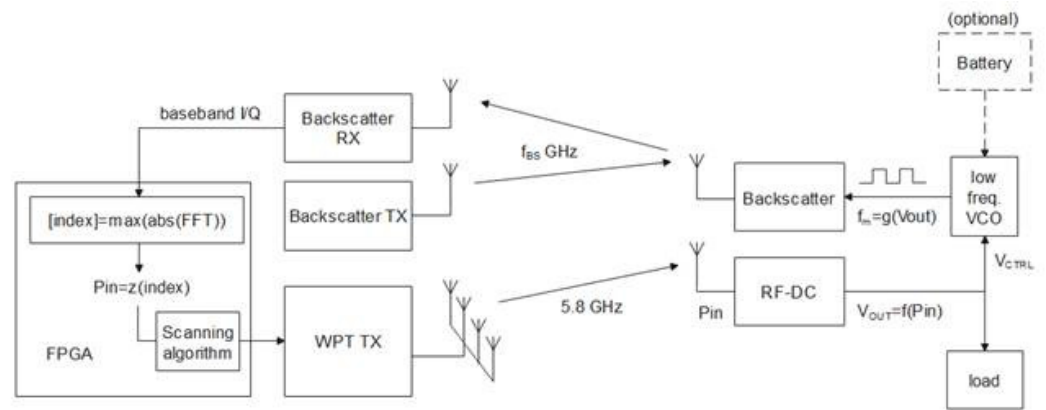 (optional)
Battery
baseband I/Q
Backscatter
RX
f_BS GHz
Backscatter TX
[index]=max(abs(FFT))
Pin=z(index)
Scanning
algorithm
FPGA
WPT TX
5.8 GHz
Backscatter
f_m=g(Vout)
low
freq.
VCO
V_CTRL
Pin
RF-DC
V_OUT=f(Pin)
load